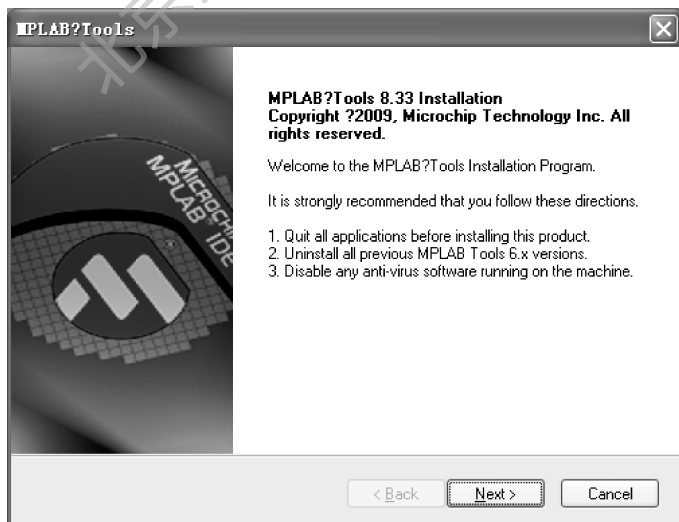 北京
MPLAB?Tools
MPLAB?Tools 8.33 Installation
Copyright ?2009, Microchip Technology Inc. All
rights reserved.
Welcome to the MPLAB?Tools Installation Program.
It is strongly recommended that you follow these directions.
1. Quit all applications before installing this product.
2. Uninstall all previous MPLAB Tools 6.x versions.
3. Disable any anti-virus software running on the machine.
MICROCHIP
MPLAB® IDE
< Back
Next >
Cancel